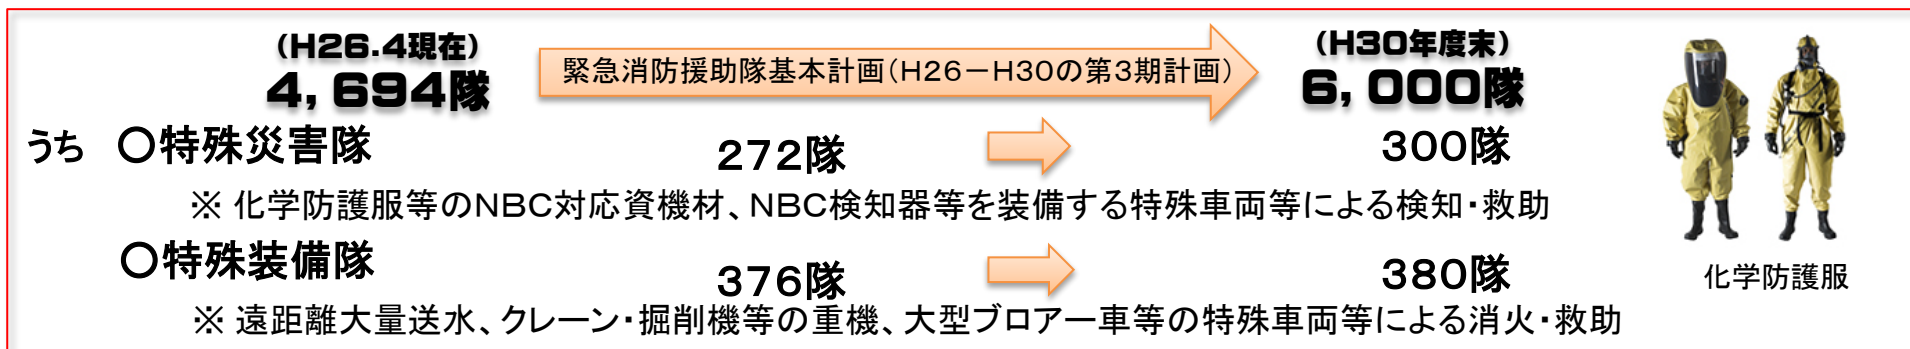 (H26.4現在)
4,694隊
緊急消防援助隊基本計画(H26－H30の第3期計画)
(H30年度末)
6,000隊
うち ○特殊災害隊 272隊 300隊
※ 化学防護服等のNBC対応資機材、NBC検知器等を装備する特殊車両等による検知・救助
○特殊装備隊 376隊 380隊
※ 遠距離大量送水、クレーン・掘削機等の重機、大型ブロアー車等の特殊車両等による消火・救助
化学防護服